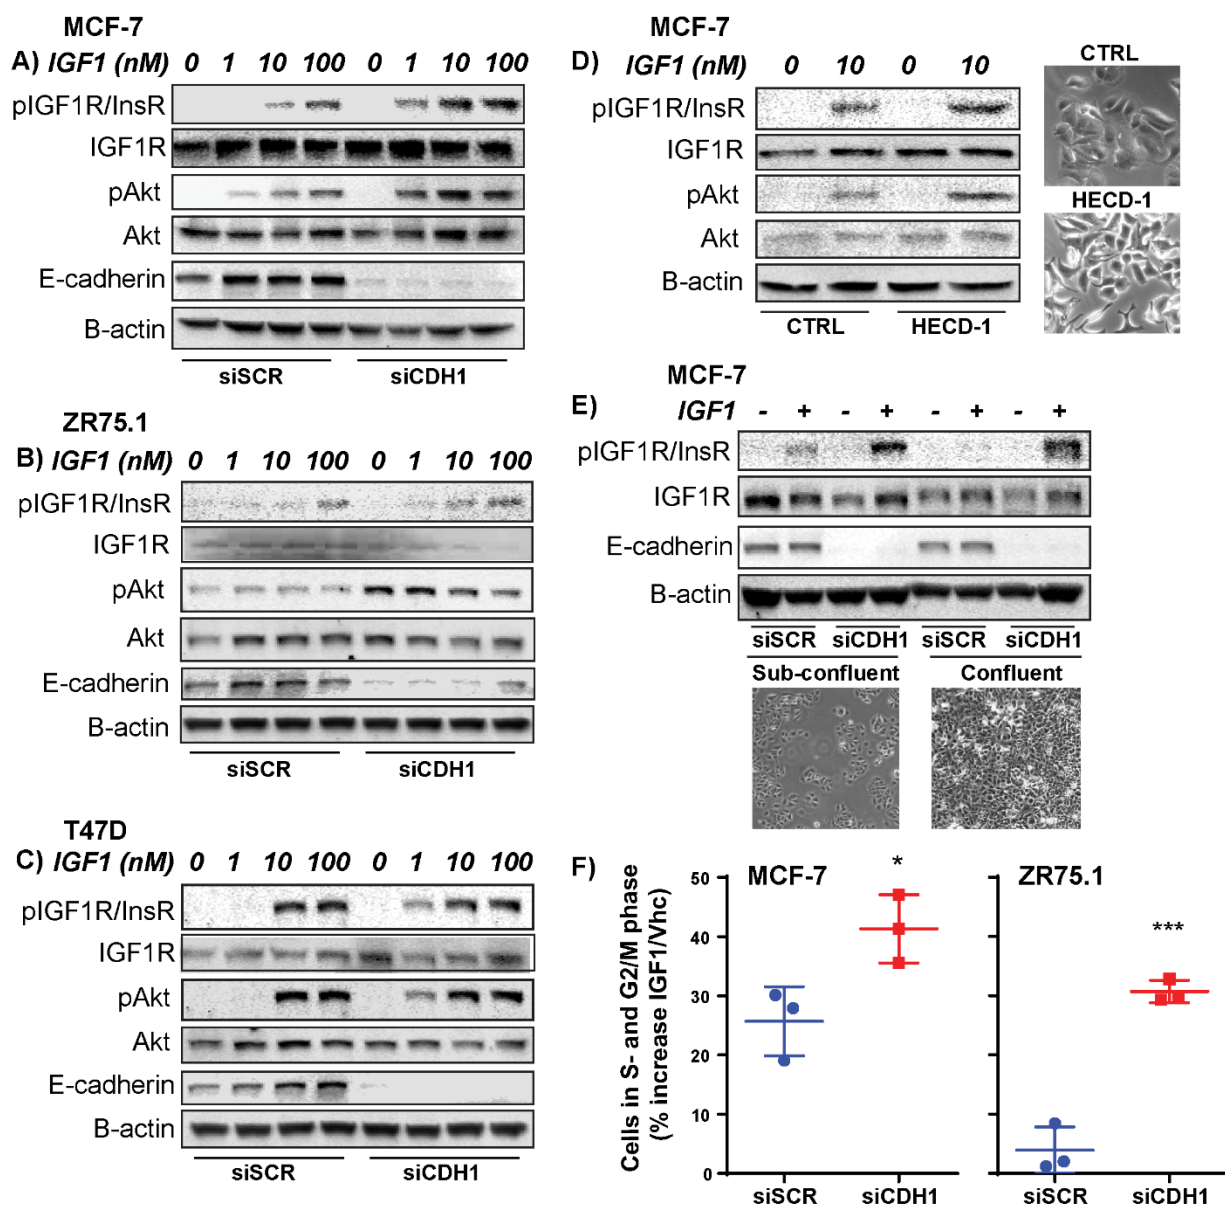 MCF-7
A) IGF1 (nM) 0 1 10 100 0 1 10 100
pIGF1R/InsR
IGF1R
pAkt
Akt
E-cadherin
B-actin
siSCR siCDH1
ZR75.1
B) IGF1 (nM) 0 1 10 100 0 1 10 100
pIGF1R/InsR
IGF1R
pAkt
Akt
E-cadherin
B-actin
siSCR siCDH1
T47D
C) IGF1 (nM) 0 1 10 100 0 1 10 100
pIGF1R/InsR
IGF1R
pAkt
Akt
E-cadherin
B-actin
siSCR siCDH1
MCF-7
D) IGF1 (nM) 0 10 0 10
pIGF1R/InsR
IGF1R
pAkt
Akt
B-actin
CTRL HECD-1
CTRL
HECD-1
MCF-7
E) IGF1 - + - + - + - +
pIGF1R/InsR
IGF1R
E-cadherin
B-actin
siSCR siCDH1 siSCR siCDH1
Sub-confluent Confluent
F)
Cells in S- and G2/M phase
(% increase IGF1/Vhc)
50
40
30
20
10
0
MCF-7
*
siSCR siCDH1
ZR75.1
***
siSCR siCDH1